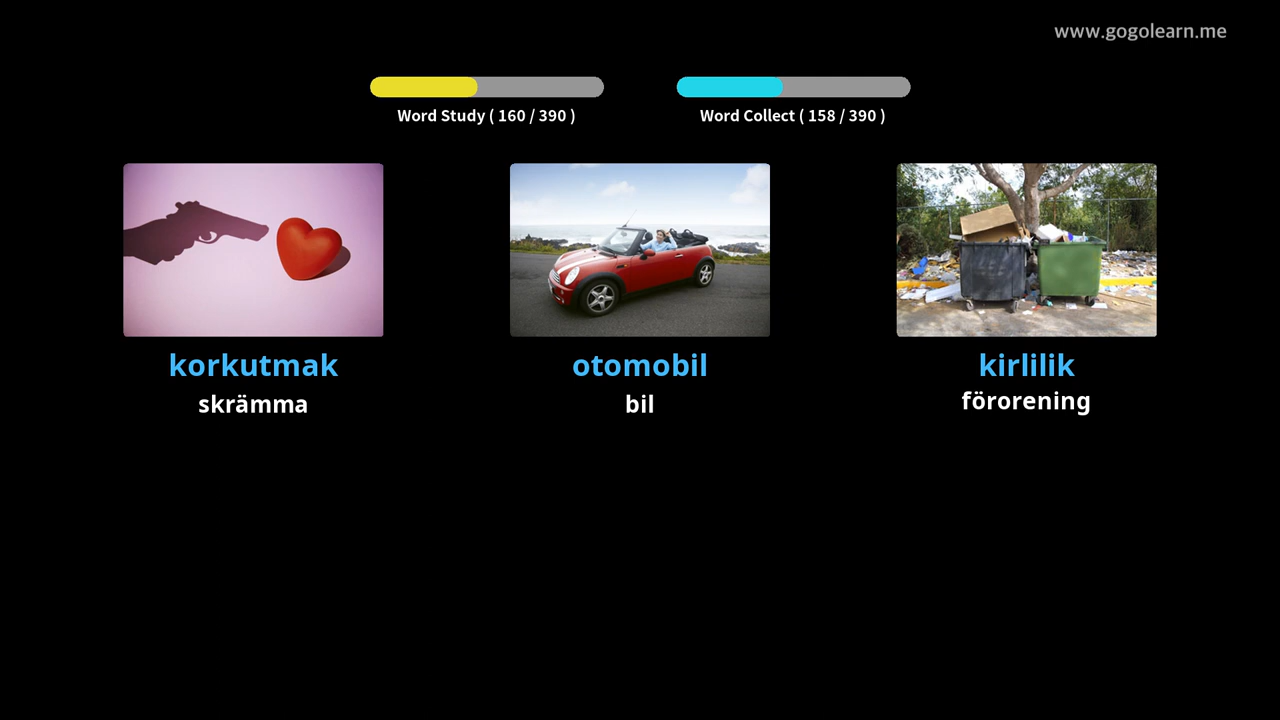 www.gogolearn.me
Word Study ( 160 / 390 )
Word Collect ( 158 / 390 )
korkutmak
skrämma
otomobil
bil
kirlilik
förorening